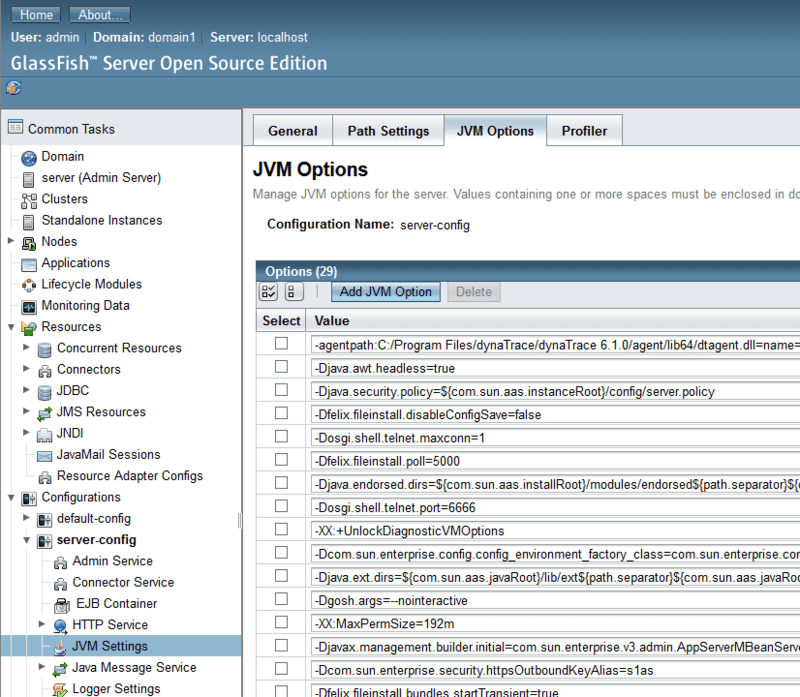 Home About...
User: admin Domain: domain1 Server: localhost
GlassFish™ Server Open Source Edition
Common Tasks
Domain
server (Admin Server)
Clusters
Standalone Instances
Nodes
Applications
Lifecycle Modules
Monitoring Data
Resources
Concurrent Resources
Connectors
JDBC
JMS Resources
JNDI
JavaMail Sessions
Resource Adapter Configs
Configurations
default-config
server-config
Admin Service
Connector Service
EJB Container
HTTP Service
JVM Settings
Java Message Service
Logger Settings
General Path Settings JVM Options Profiler
JVM Options
Manage JVM options for the server. Values containing one or more spaces must be enclosed in do
Configuration Name: server-config
Options (29)
Add JVM Option Delete
Select Value
-agentpath:C:/Program Files/dynaTrace/dynaTrace 6.1.0/agent/lib64/dtagent.dll=name=
-Djava.awt.headless=true
-Djava.security.policy=${com.sun.aas.instanceRoot}/config/server.policy
-Dfelix.fileinstall.disableConfigSave=false
-Dosgi.shell.telnet.maxconn=1
-Dfelix.fileinstall.poll=5000
-Djava.endorsed.dirs=${com.sun.aas.installRoot}/modules/endorsed${path.separator}${c
-Dosgi.shell.telnet.port=6666
-XX:+UnlockDiagnosticVMOptions
-Dcom.sun.enterprise.config.config_environment_factory_class=com.sun.enterprise.con
-Djava.ext.dirs=${com.sun.aas.javaRoot}/lib/ext${path.separator}${com.sun.aas.javaRoo
-Dgosh.args=--nointeractive
-XX:MaxPermSize=192m
-Djavax.management.builder.initial=com.sun.enterprise.v3.admin.AppServerMBeanServe
-Dcom.sun.enterprise.security.httpsOutboundKeyAlias=s1as
-Dfelix.fileinstall.bundles.startTransient=true